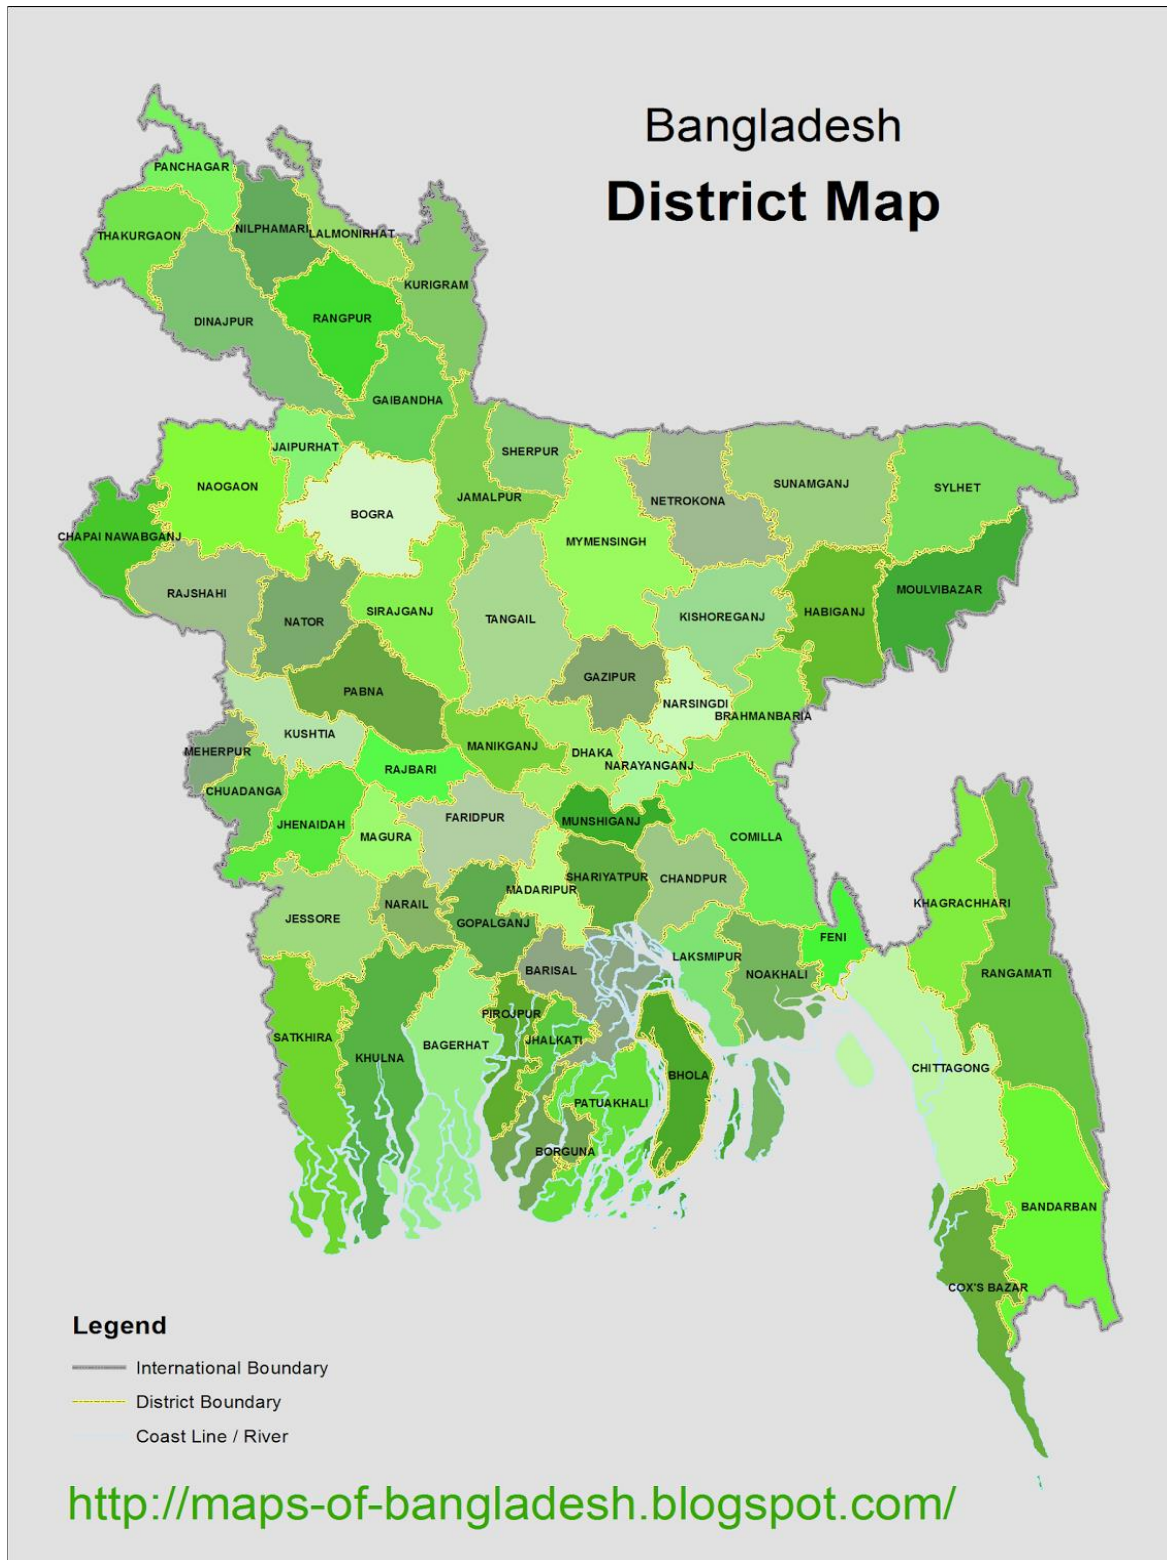 Bangladesh
District Map
PANCHAGAR
THAKURGAON
NILPHAMARI
LALMONIRHAT
KURIGRAM
DINAJPUR
RANGPUR
GAIBANDHA
JAIPURHAT
SHERPUR
NAOGAON
BOGRA
JAMALPUR
NETROKONA
SUNAMGANJ
SYLHET
CHAPAI NAWABGANJ
MYMENSINGH
RAJSHAHI
NATOR
SIRAJGANJ
TANGAIL
KISHOREGANJ
HABIGANJ
MOULVIBAZAR
PABNA
GAZIPUR
NARSINGDI
BRAHMANBARIA
KUSHTIA
MEHERPUR
MANIKGANJ
DHAKA
NARAYANGANJ
RAJBARI
CHUADANGA
JHENAIDAH
MAGURA
FARIDPUR
MUNSHIGANJ
COMILLA
SHARIYATPUR
CHANDPUR
MADARIPUR
JESSORE
NARAIL
GOPALGANJ
KHAGRACHHARI
FENI
LAKSMIPUR
BARISAL
NOAKHALI
RANGAMATI
PIROJPUR
SATKHIRA
JHALKATI
BAGERHAT
KHULNA
BHOLA
CHITTAGONG
PATUAKHALI
BORGUNA
BANDARBAN
COX'S BAZAR
Legend
International Boundary
District Boundary
Coast Line / River
http://maps-of-bangladesh.blogspot.com/